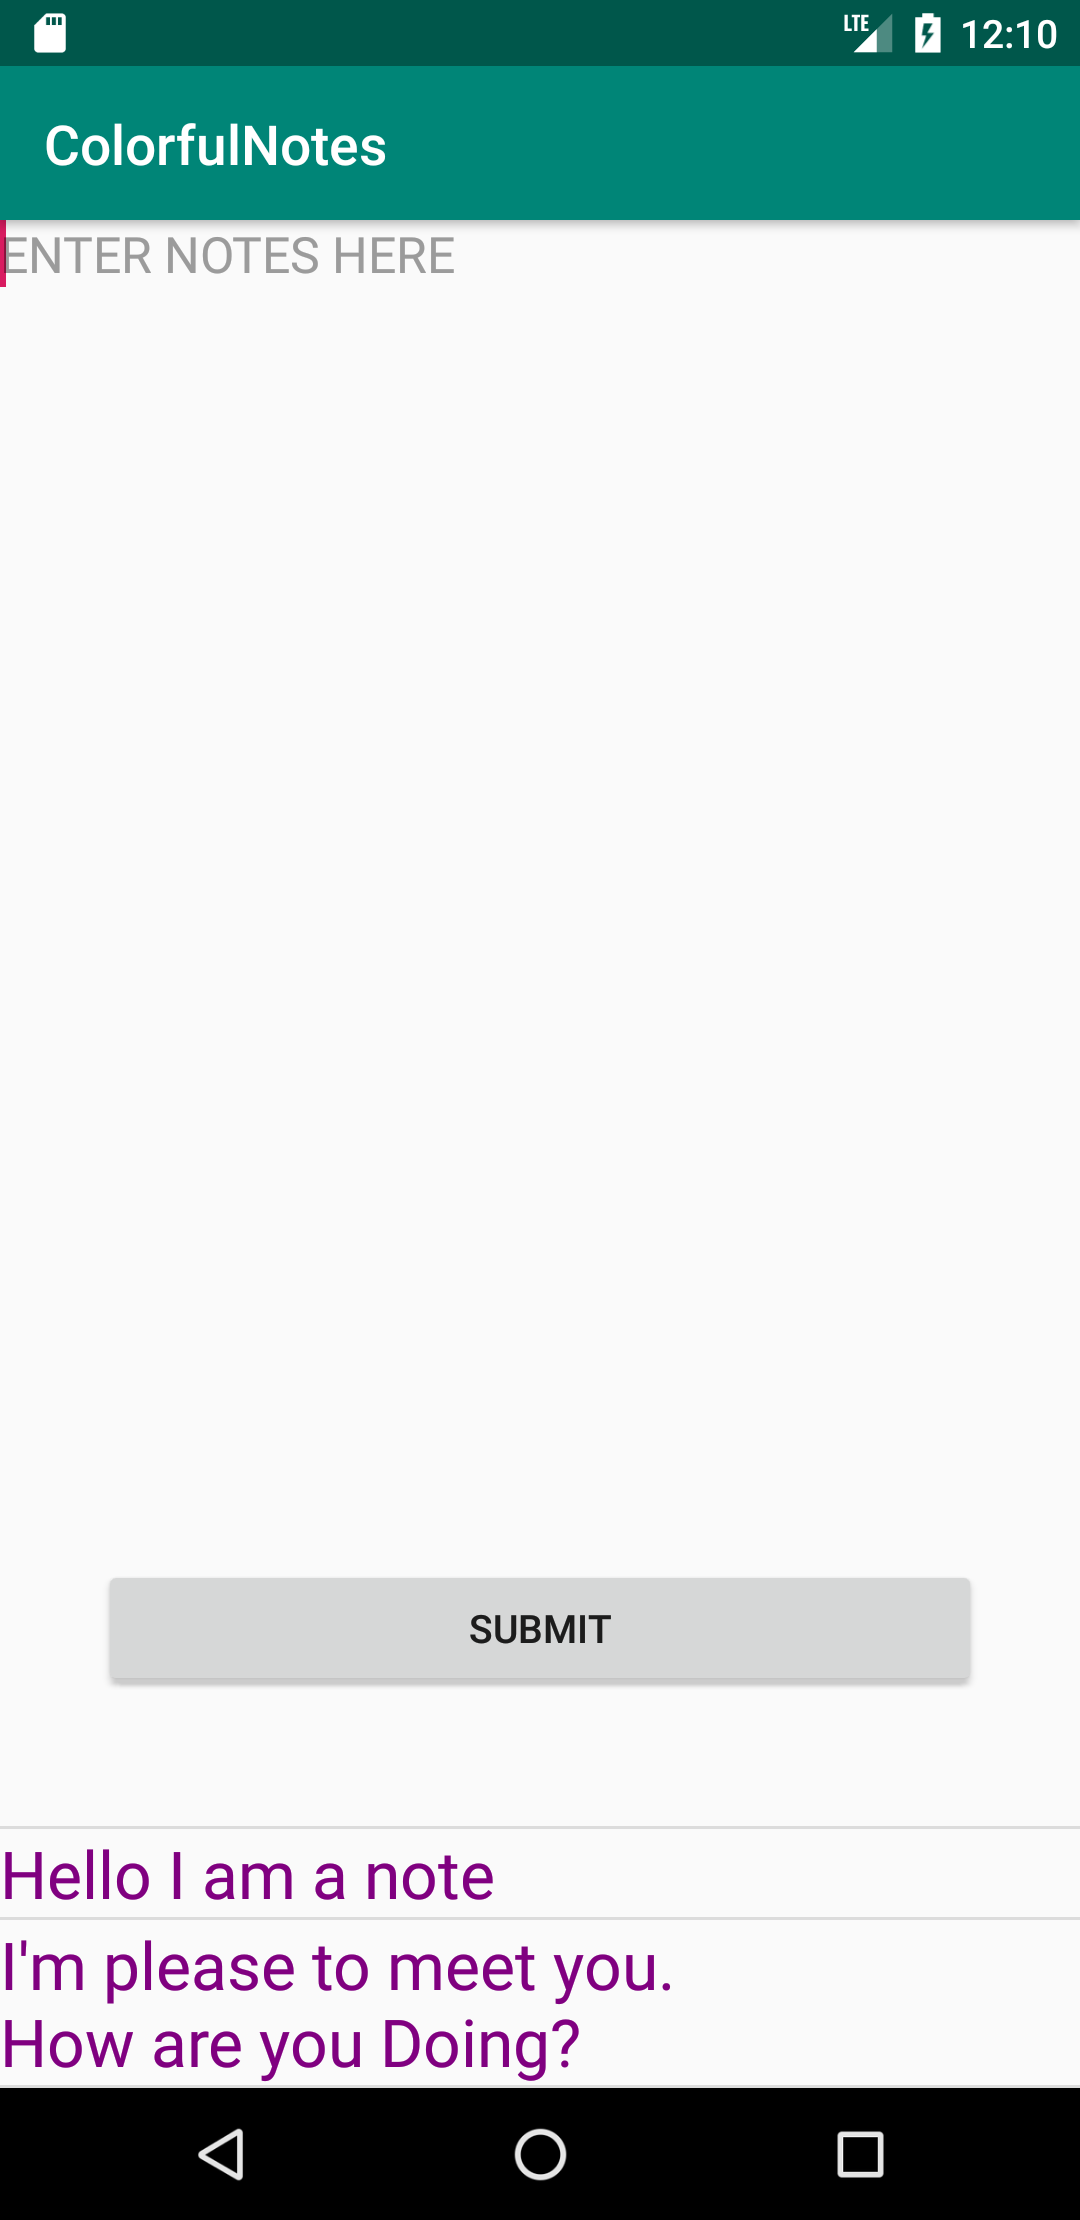 LTE 12:10
ColorfulNotes
ENTER NOTES HERE
SUBMIT
Hello I am a note
I'm please to meet you.
How are you Doing?